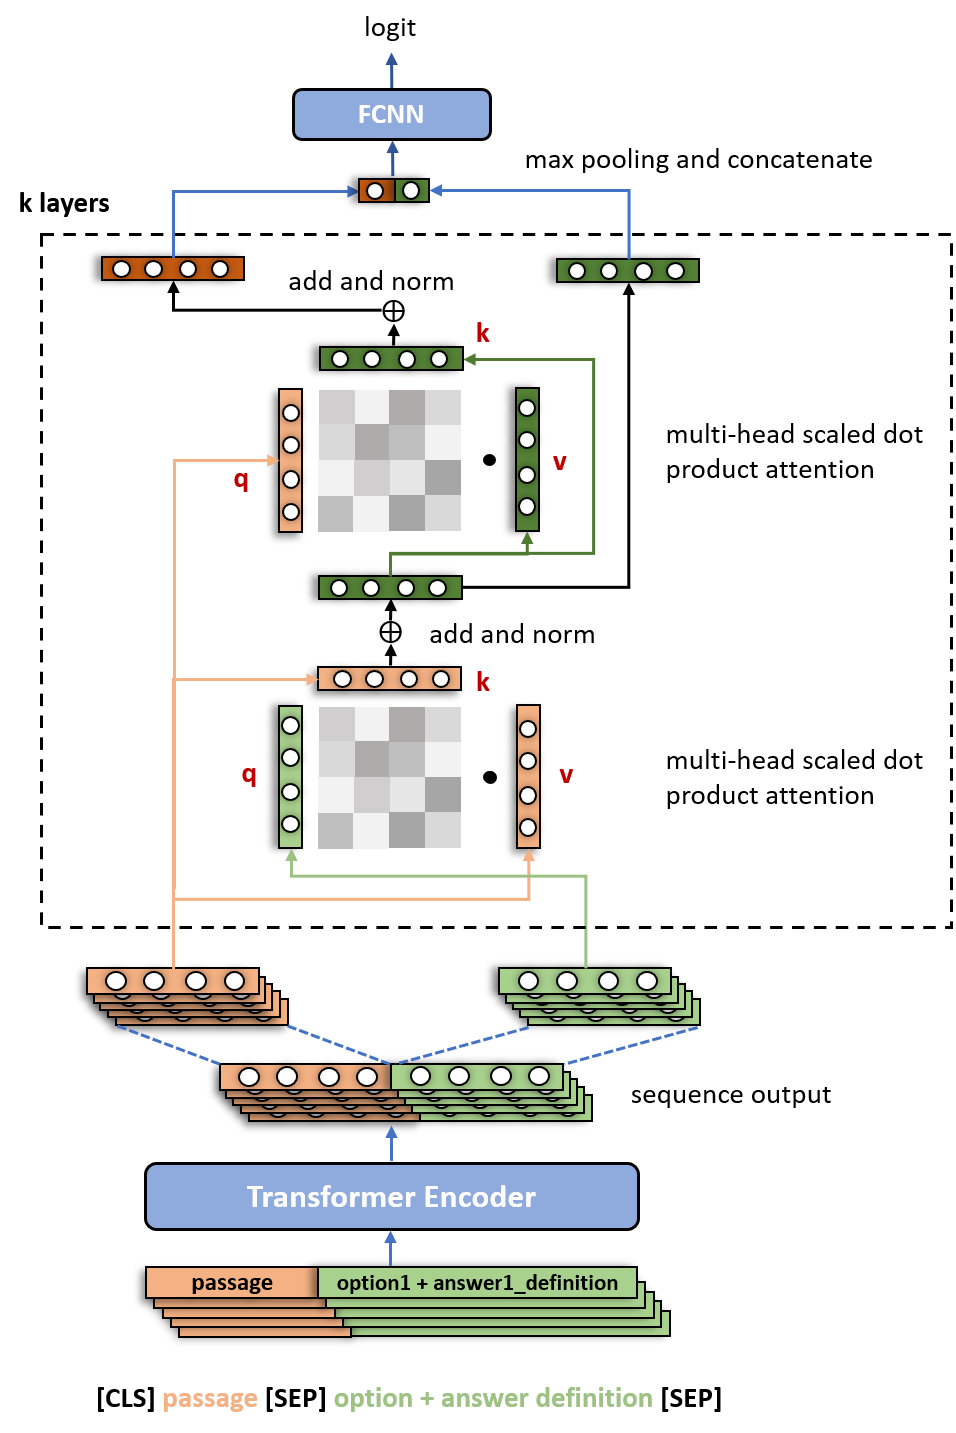 logit
FCNN
max pooling and concatenate
k layers
add and norm
k
multi-head scaled dot
product attention
q
v
add and norm
k
multi-head scaled dot
product attention
q
v
sequence output
Transformer Encoder
passage
option1 + answer1_definition
[CLS] passage [SEP] option + answer definition [SEP]